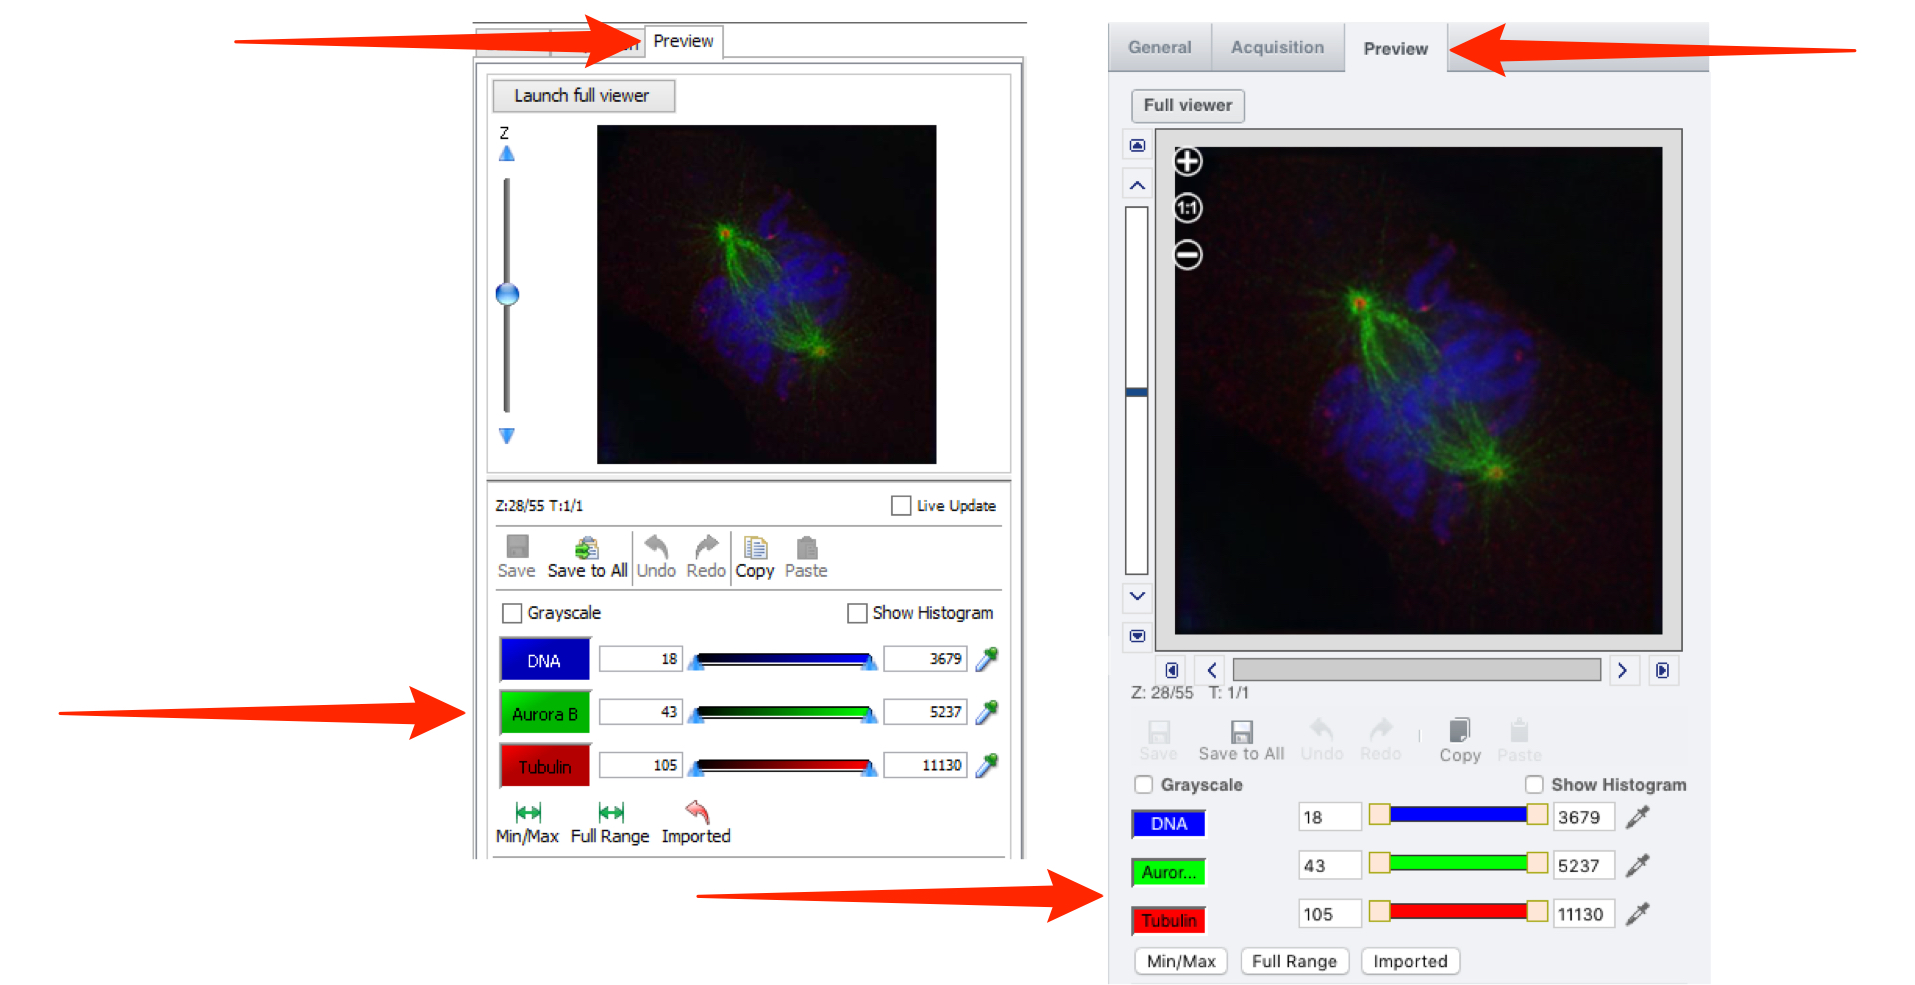 Preview
Launch full viewer
Z
Z:28/55 T:1/1
Live Update
Save Save to All Undo Redo Copy Paste
Grayscale
Show Histogram
DNA 18 3679
Aurora B 43 5237
Tubulin 105 11130
Min/Max Full Range Imported
General Acquisition Preview
Full viewer
1:1
Z: 28/55 T: 1/1
Save Save to All Undo Redo Copy Paste
Grayscale
Show Histogram
DNA 18 3679
Auror... 43 5237
Tubulin 105 11130
Min/Max Full Range Imported